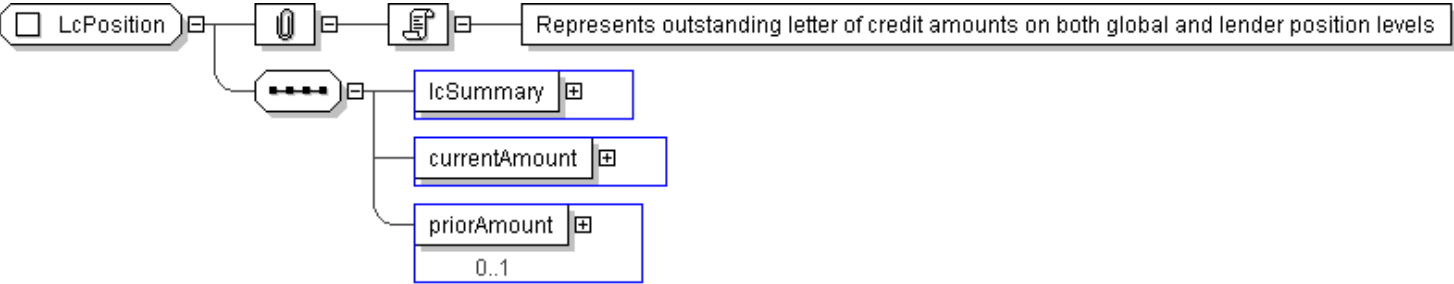 LcPosition
Represents outstanding letter of credit amounts on both global and lender position levels
lcSummary
currentAmount
priorAmount
0..1